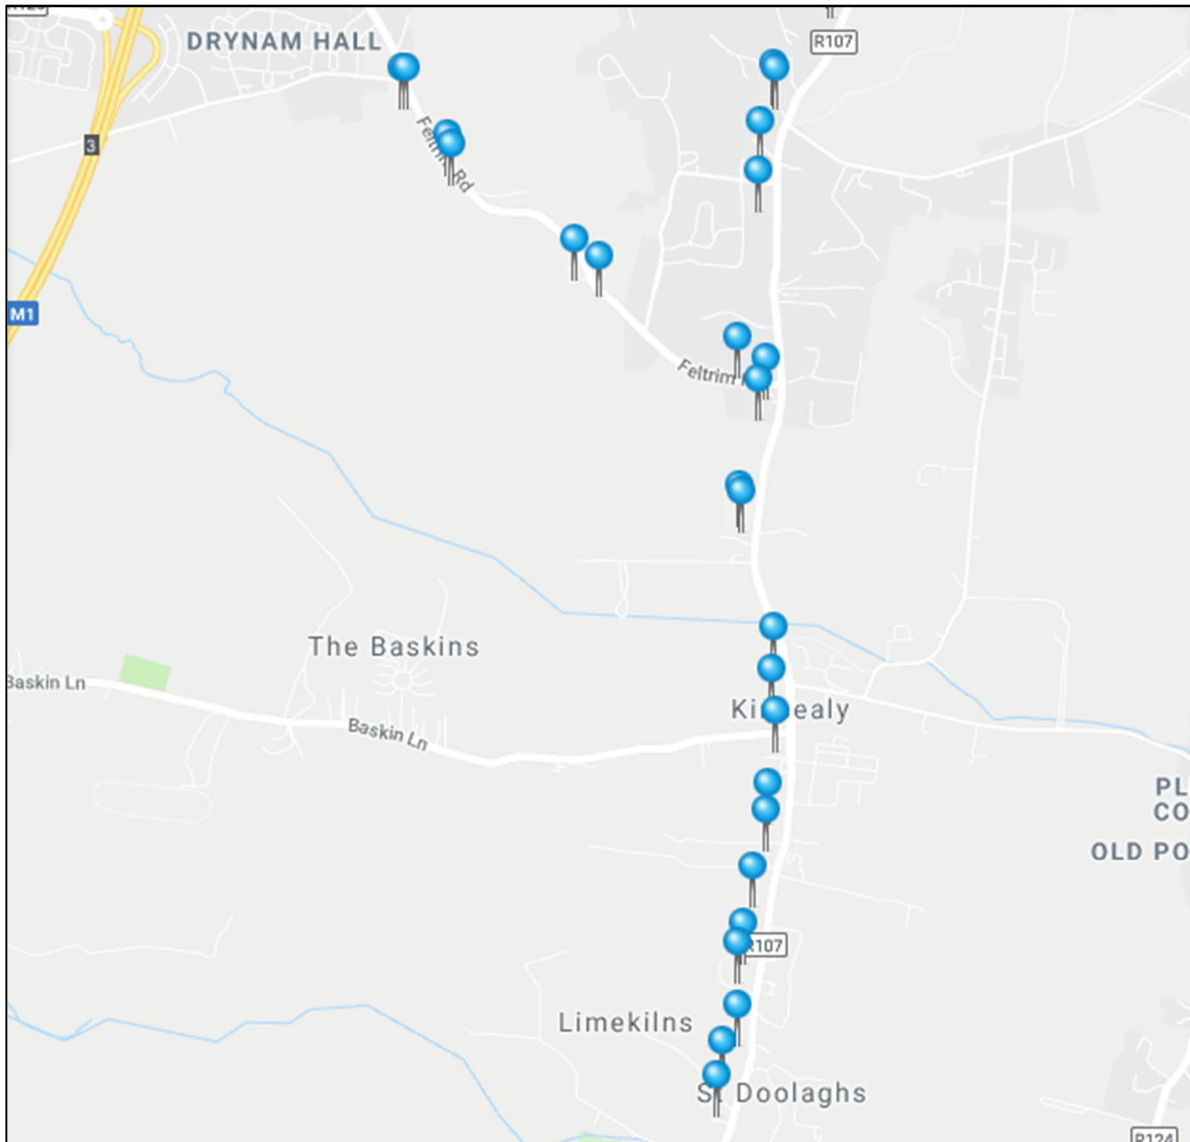 DRYNAM HALL
R107
3
Rd
M1
Feltrim
The Baskins
Baskin Ln
Baskin Ln
PL
CO
OLD PO
R107
Limekilns
St Doolaghs
R124